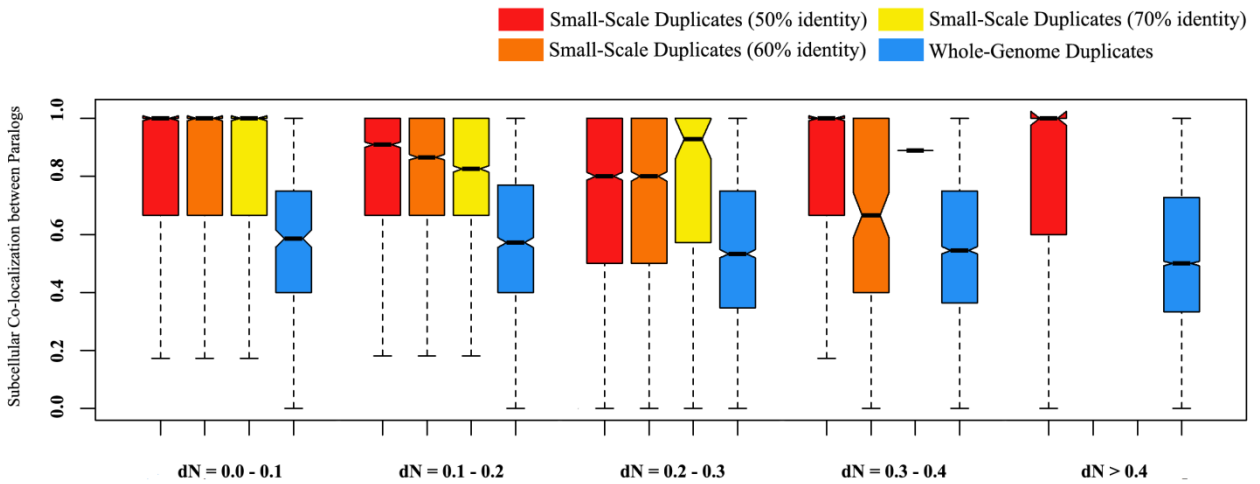 Small-Scale Duplicates (50% identity) Small-Scale Duplicates (70% identity)
Small-Scale Duplicates (60% identity) Whole-Genome Duplicates
Subcellular Co-localization between Paralogs
1.0
0.8
0.6
0.4
0.2
0.0
dN = 0.0 - 0.1 dN = 0.1 - 0.2 dN = 0.2 - 0.3 dN = 0.3 - 0.4 dN > 0.4